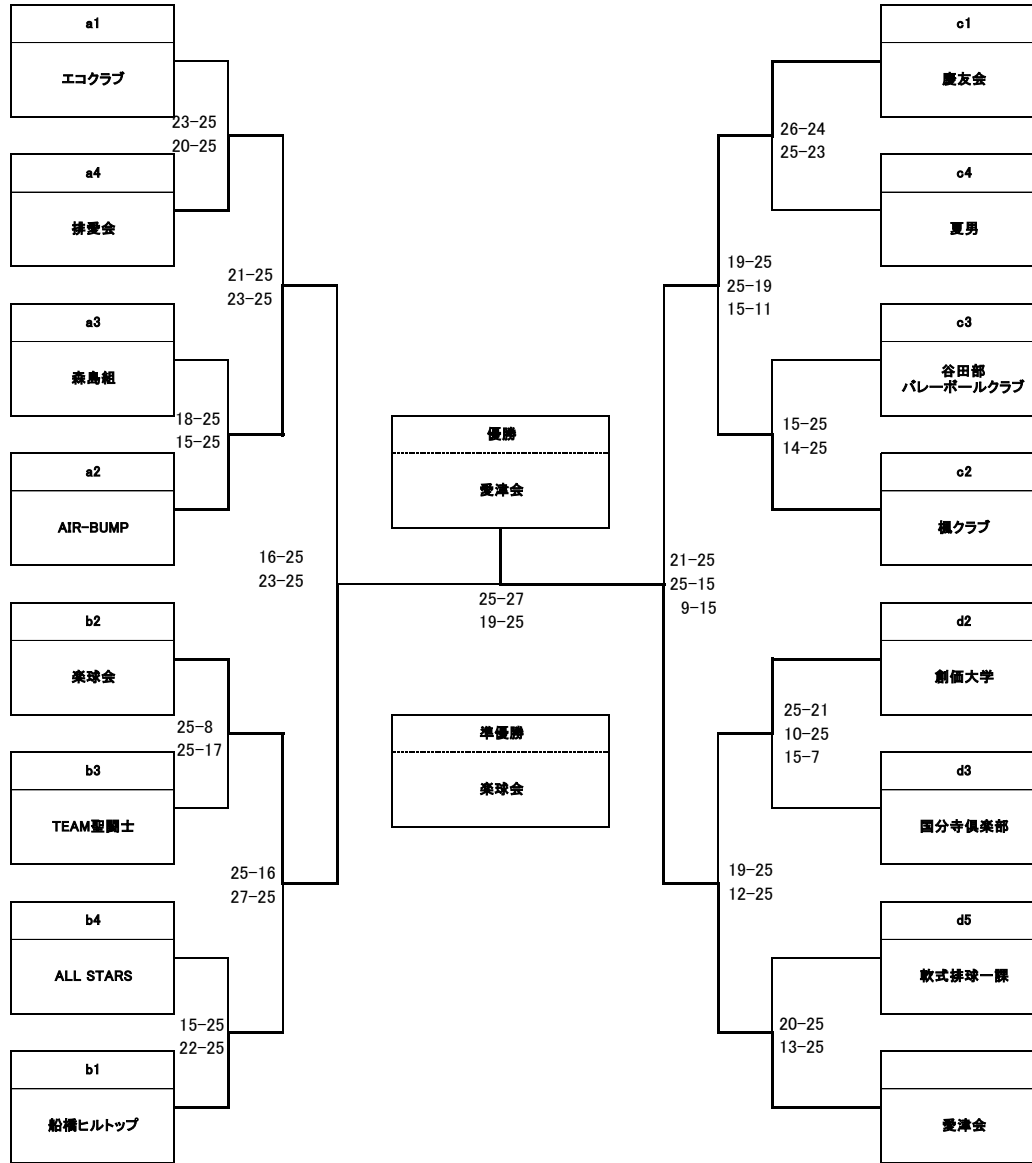 a1
エコクラブ
23-25
20-25
a4
排愛会
21-25
23-25
a3
森島組
18-25
15-25
a2
AIR-BUMP
16-25
23-25
b2
楽球会
25-8
25-17
b3
TEAM聖闘士
25-16
27-25
b4
ALL STARS
15-25
22-25
b1
船橋ヒルトップ
優勝
愛津会
25-27
19-25
準優勝
楽球会
c1
慶友会
26-24
25-23
c4
夏男
19-25
25-19
15-11
c3
谷田部
バレーボールクラブ
15-25
14-25
c2
楓クラブ
21-25
25-15
9-15
d2
創価大学
25-21
10-25
15-7
d3
国分寺倶楽部
19-25
12-25
d5
軟式排球一課
20-25
13-25
愛津会